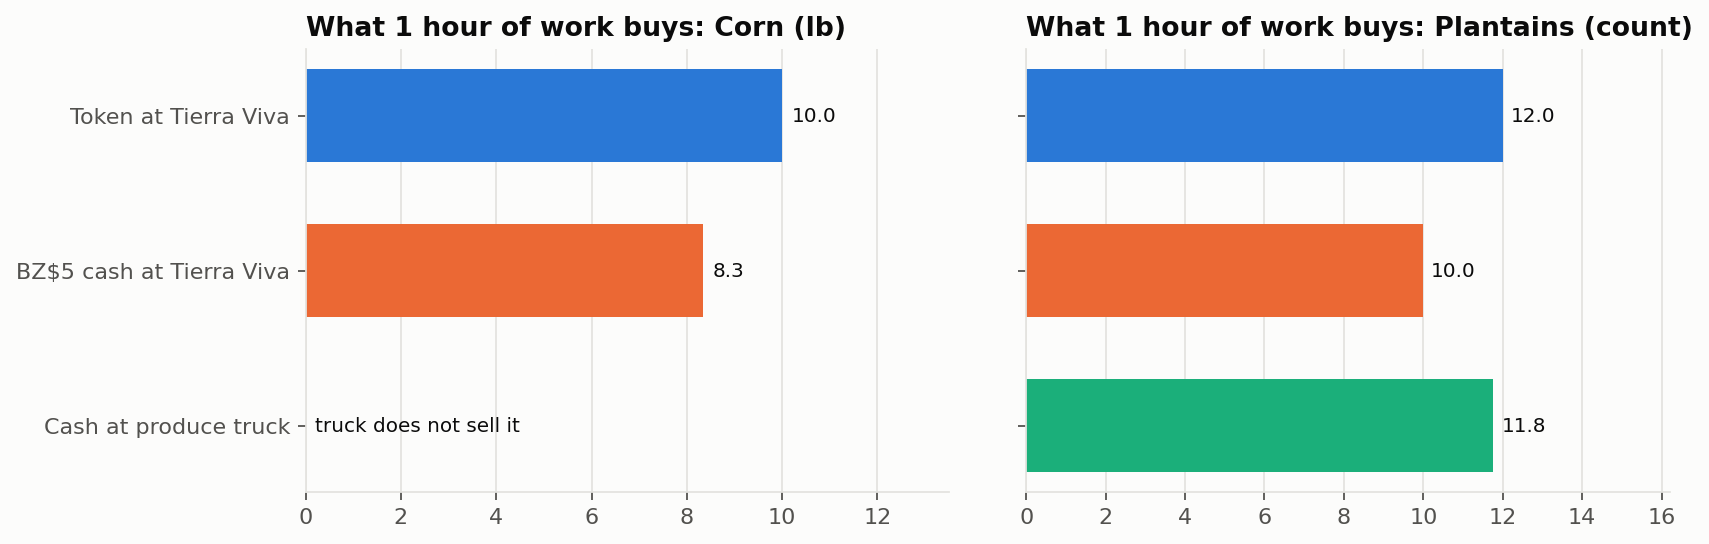 What 1 hour of work buys: Corn (lb)
Token at Tierra Viva
10.0
BZ$5 cash at Tierra Viva
8.3
Cash at produce truck
truck does not sell it
0 2 4 6 8 10 12
What 1 hour of work buys: Plantains (count)
12.0
10.0
11.8
0 2 4 6 8 10 12 14 16